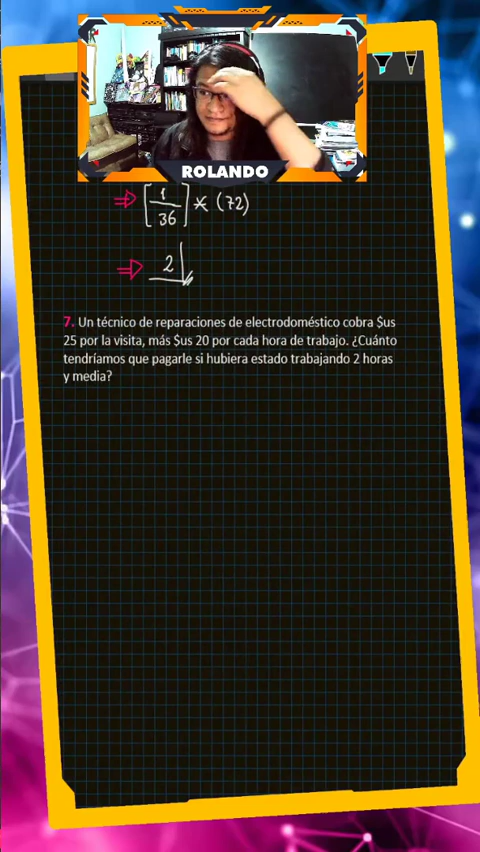 ROLANDO
⇒ [1/36] * (72)
⇒ 2
7. Un técnico de reparaciones de electrodoméstico cobra $us
25 por la visita, más $us 20 por cada hora de trabajo. ¿Cuánto
tendríamos que pagarle si hubiera estado trabajando 2 horas
y media?